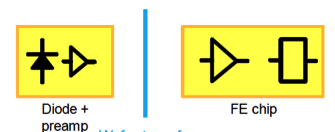 Diode +
preamp
FE chip